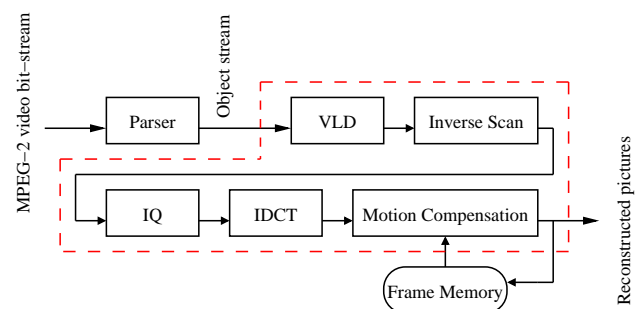 MPEG−2 video bit−stream
Parser
Object stream
VLD
Inverse Scan
IQ
IDCT
Motion Compensation
Frame Memory
Reconstructed pictures